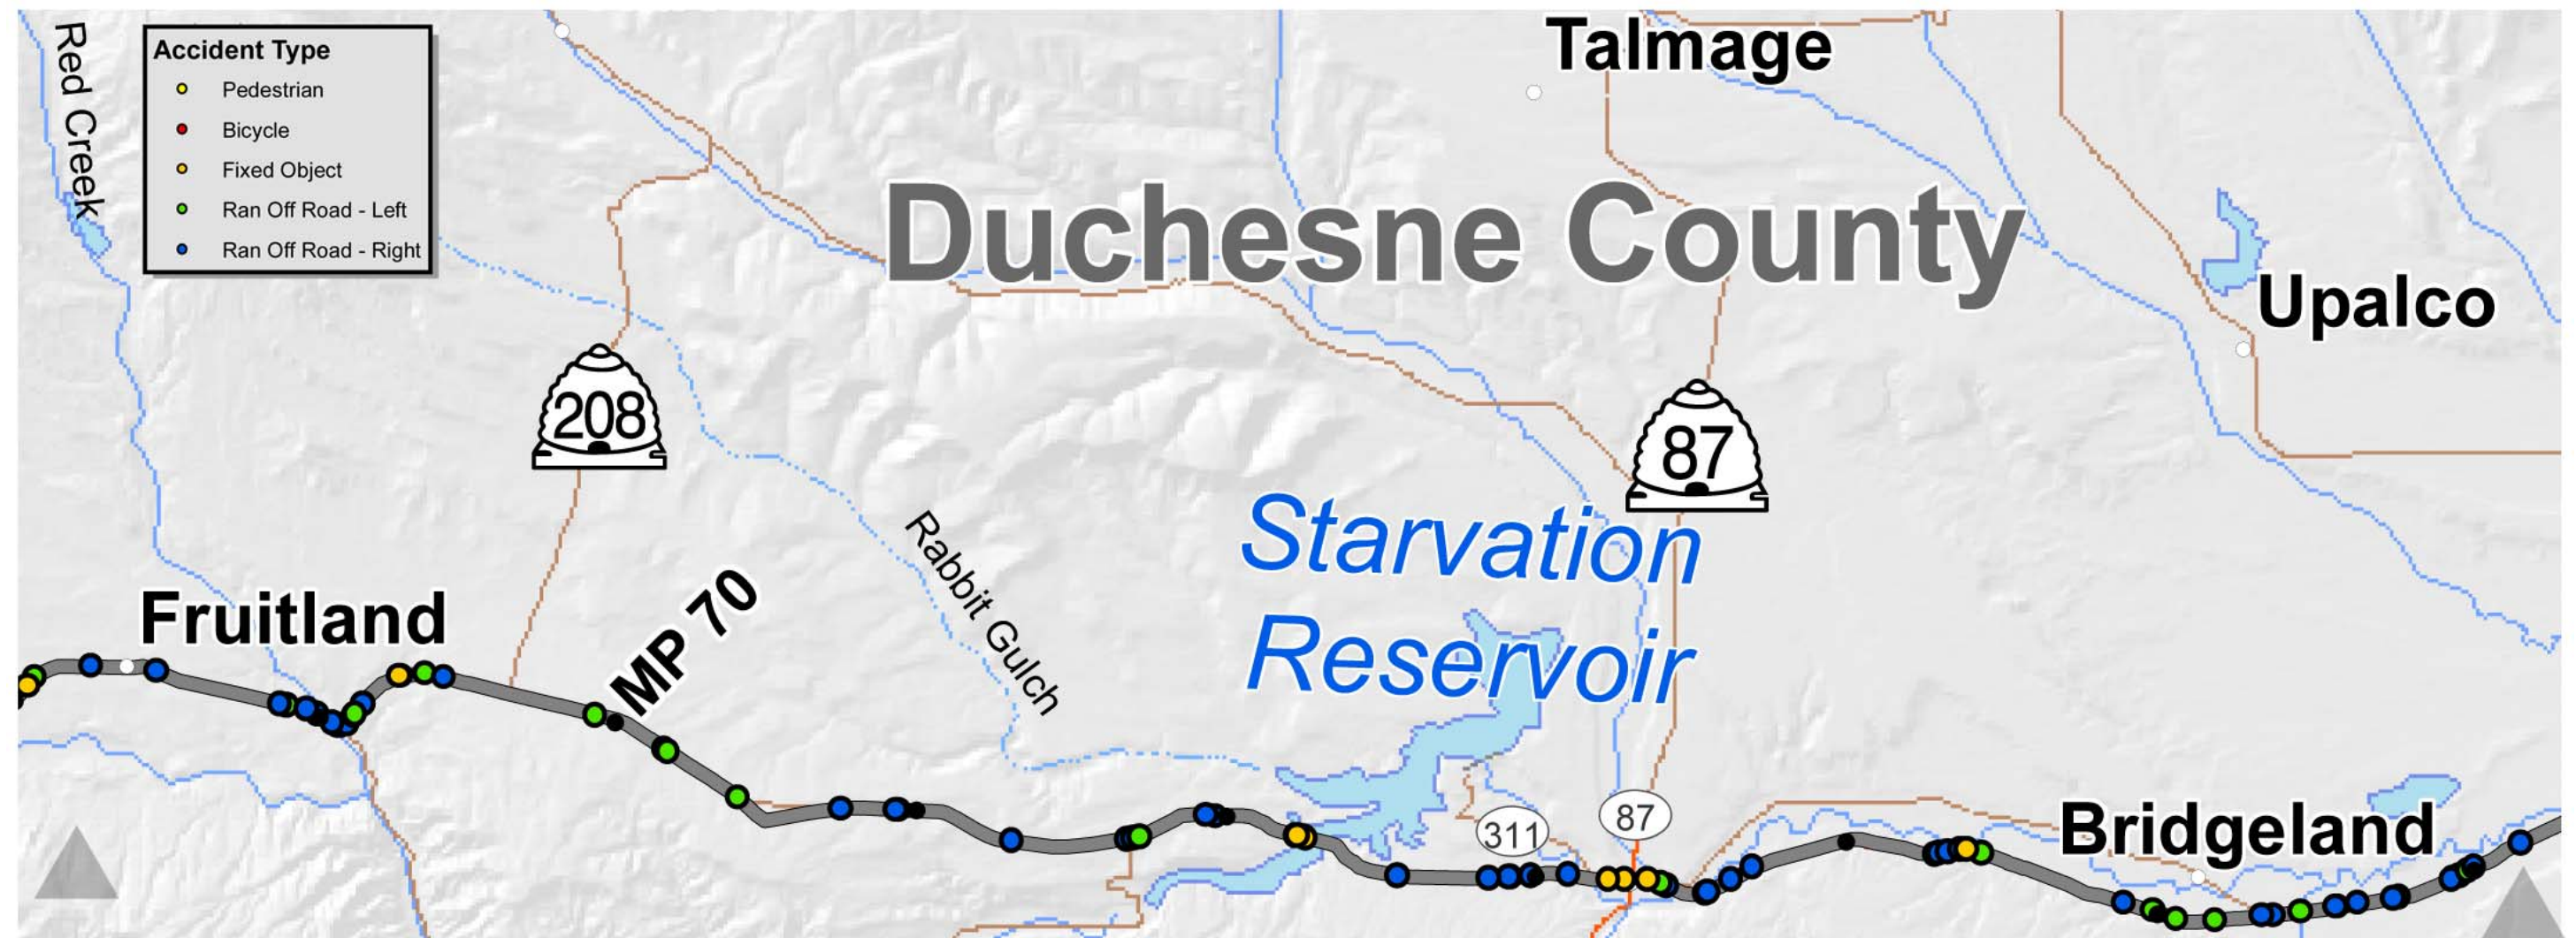 Red Creek
Accident Type
Pedestrian
Bicycle
Fixed Object
Ran Off Road - Left
Ran Off Road - Right
Talmage
Duchesne County
Upalco
208
87
Rabbit Gulch
Starvation
Reservoir
Fruitland
MP 70
311
87
Bridgeland